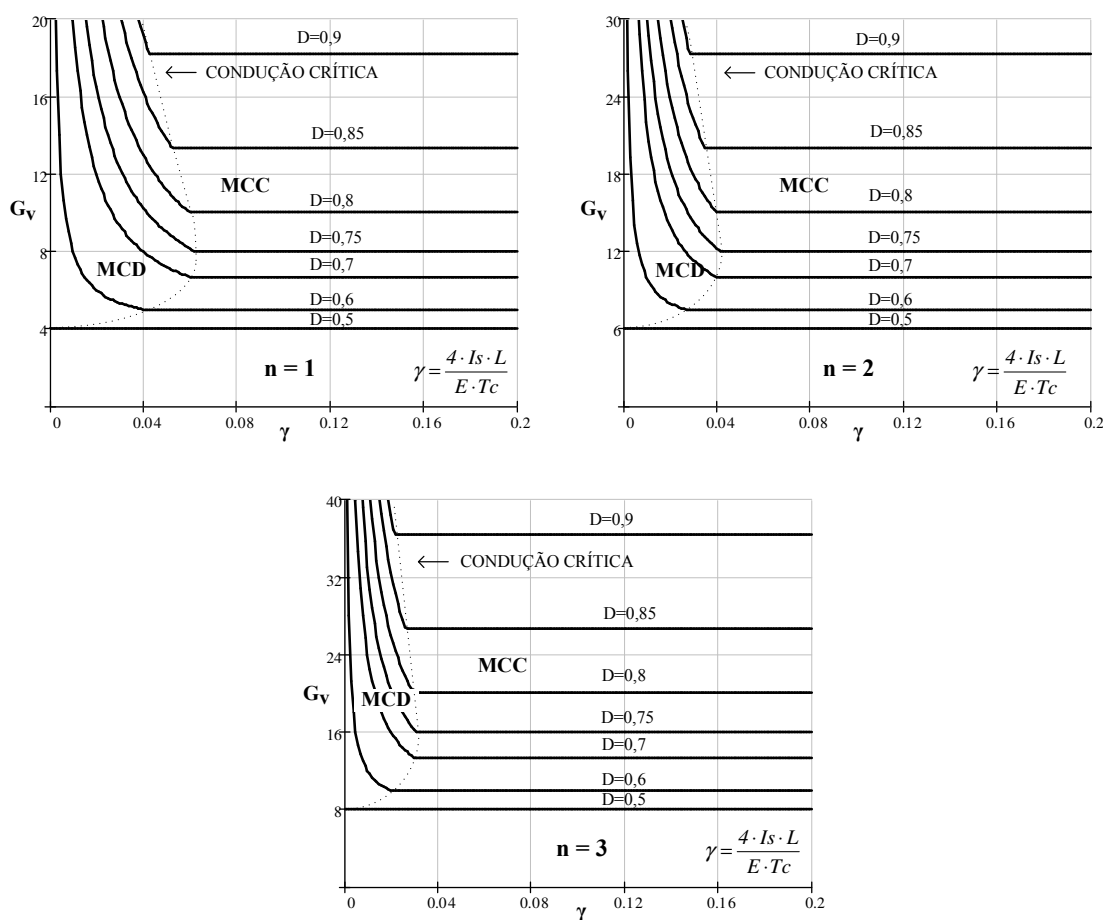 20
D=0,9
← CONDUÇÃO CRÍTICA
16
D=0,85
12
MCC
Gv
D=0,8
D=0,75
8
MCD
D=0,7
D=0,6
D=0,5
4
n = 1
γ = 4 · Is · L / E · Tc
0 0.04 0.08 0.12 0.16 0.2
γ
30
D=0,9
← CONDUÇÃO CRÍTICA
24
D=0,85
18
MCC
Gv
D=0,8
D=0,75
12
MCD
D=0,7
D=0,6
D=0,5
6
n = 2
γ = 4 · Is · L / E · Tc
0 0.04 0.08 0.12 0.16 0.2
γ
40
D=0,9
← CONDUÇÃO CRÍTICA
32
D=0,85
24
MCC
Gv
MCD
D=0,8
D=0,75
16
D=0,7
D=0,6
D=0,5
8
n = 3
γ = 4 · Is · L / E · Tc
0 0.04 0.08 0.12 0.16 0.2
γ